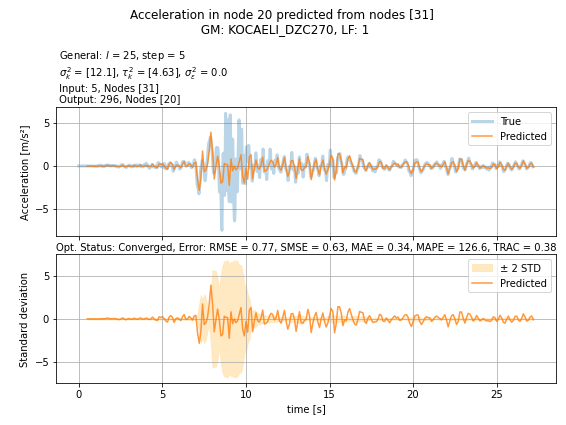 Acceleration in node 20 predicted from nodes [31]
GM: KOCAELI_DZC270, LF: 1
General: l = 25, step = 5
σ²ₖ = [12.1], τ²ₖ = [4.63], σ²ε = 0.0
Input: 5, Nodes [31]
Output: 296, Nodes [20]
Acceleration [m/s²]
5
0
−5
True
Predicted
Opt. Status: Converged, Error: RMSE = 0.77, SMSE = 0.63, MAE = 0.34, MAPE = 126.6, TRAC = 0.38
Standard deviation
5
0
−5
± 2 STD
Predicted
0 5 10 15 20 25
time [s]